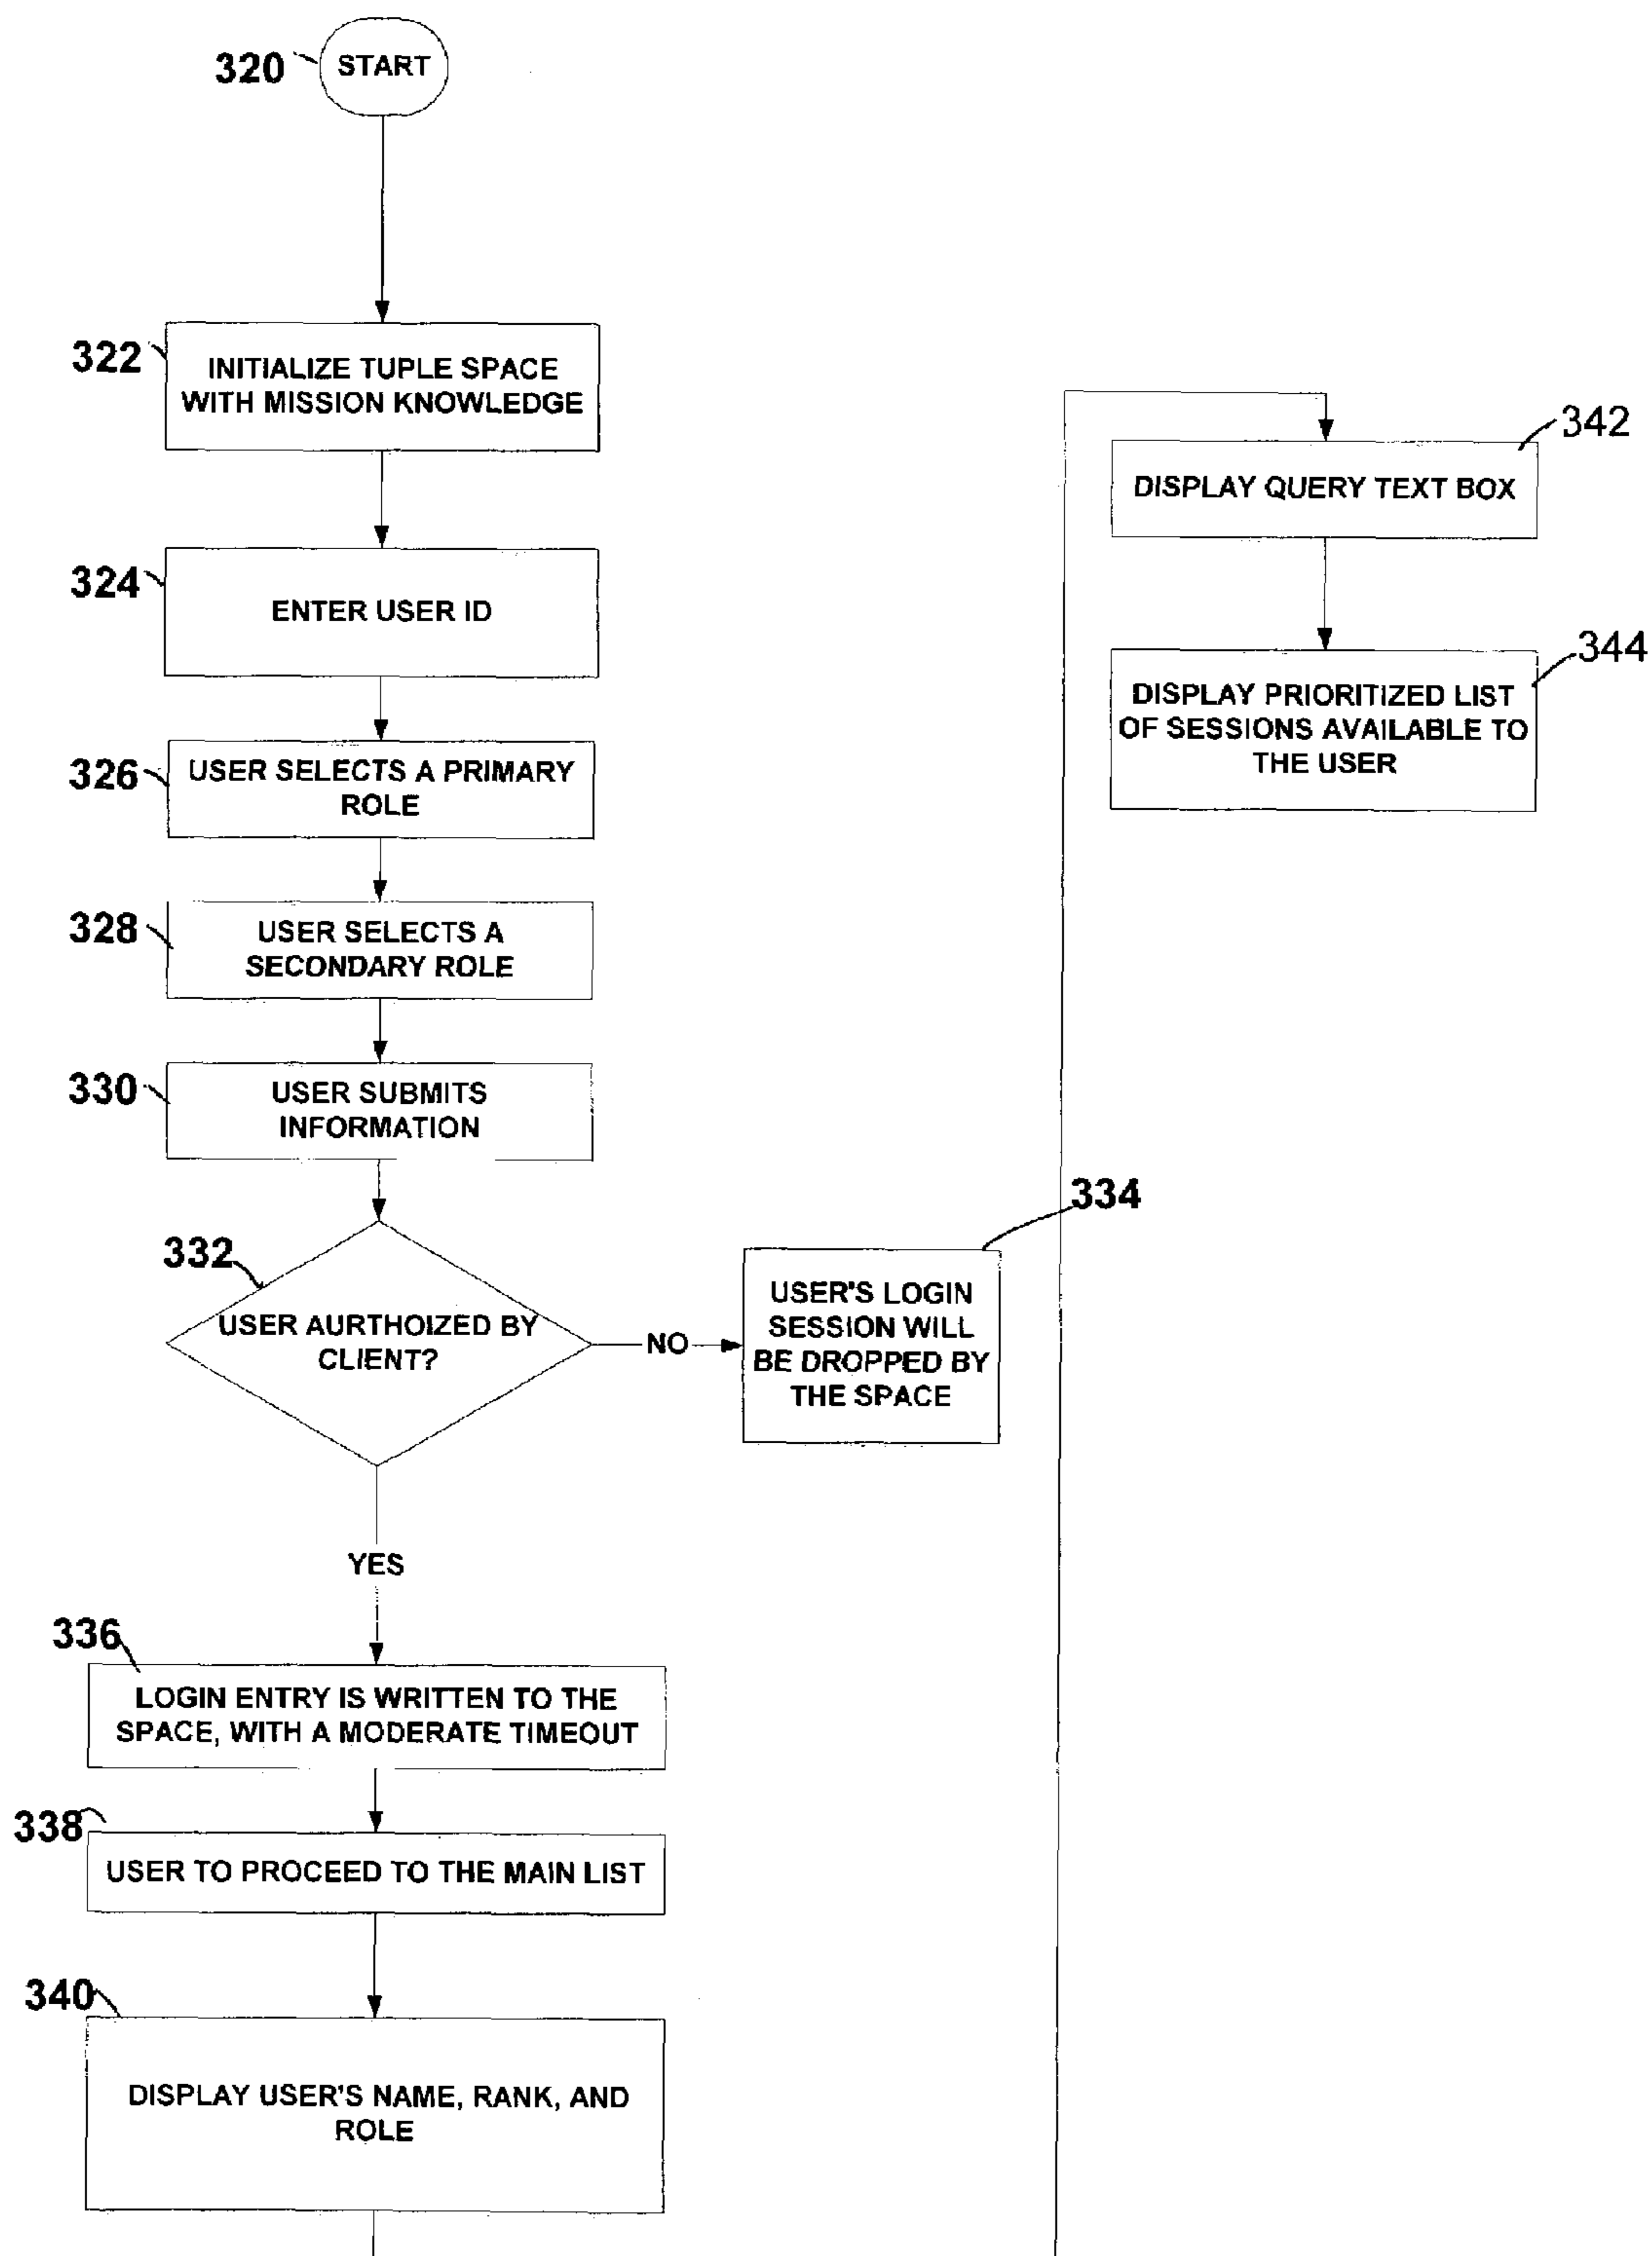 320
START
322
INITIALIZE TUPLE SPACE
WITH MISSION KNOWLEDGE
324
ENTER USER ID
326
USER SELECTS A PRIMARY
ROLE
328
USER SELECTS A
SECONDARY ROLE
330
USER SUBMITS
INFORMATION
332
USER AURTHOIZED BY
CLIENT?
NO
334
USER'S LOGIN
SESSION WILL
BE DROPPED BY
THE SPACE
YES
336
LOGIN ENTRY IS WRITTEN TO THE
SPACE, WITH A MODERATE TIMEOUT
338
USER TO PROCEED TO THE MAIN LIST
340
DISPLAY USER'S NAME, RANK, AND
ROLE
342
DISPLAY QUERY TEXT BOX
344
DISPLAY PRIORITIZED LIST
OF SESSIONS AVAILABLE TO
THE USER